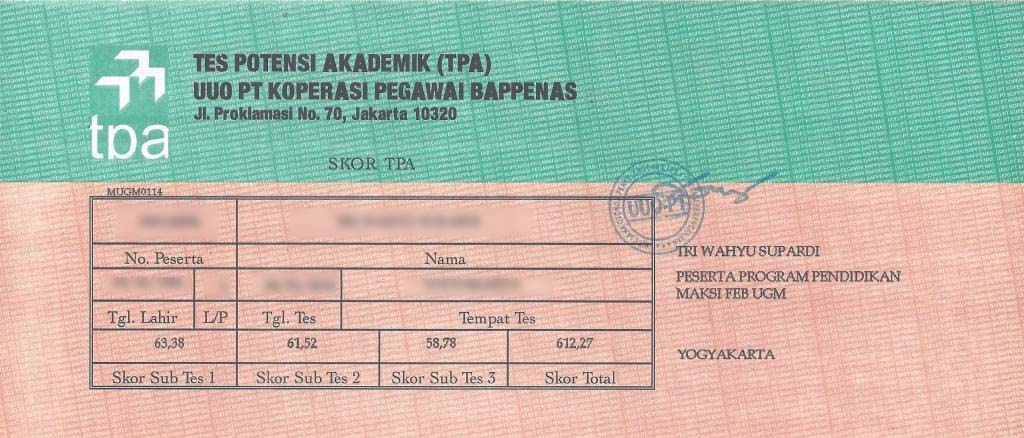 TES POTENSI AKADEMIK (TPA)
UUO PT KOPERASI PEGAWAI BAPPENAS
Jl. Proklamasi No. 70, Jakarta 10320
tpa
SKOR TPA
MUGM0114
No. Peserta Nama
Tgl. Lahir L/P Tgl. Tes Tempat Tes
63,38 61,52 58,78 612,27
Skor Sub Tes 1 Skor Sub Tes 2 Skor Sub Tes 3 Skor Total
UUO-PT
TRI WAHYU SUPARDI
PESERTA PROGRAM PENDIDIKAN
MAKSI FEB UGM
YOGYAKARTA